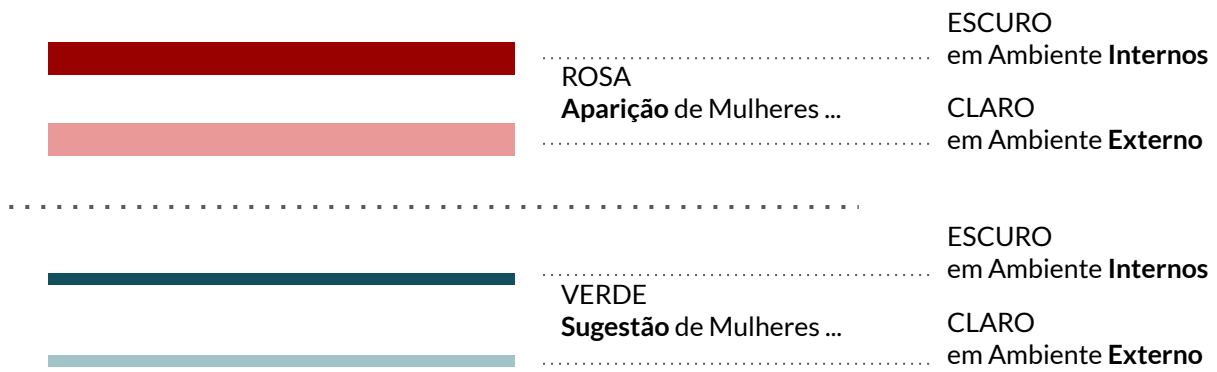 ESCURO
em Ambiente Internos
ROSA
Aparição de Mulheres ...
CLARO
em Ambiente Externo
ESCURO
em Ambiente Internos
VERDE
Sugestão de Mulheres ...
CLARO
em Ambiente Externo